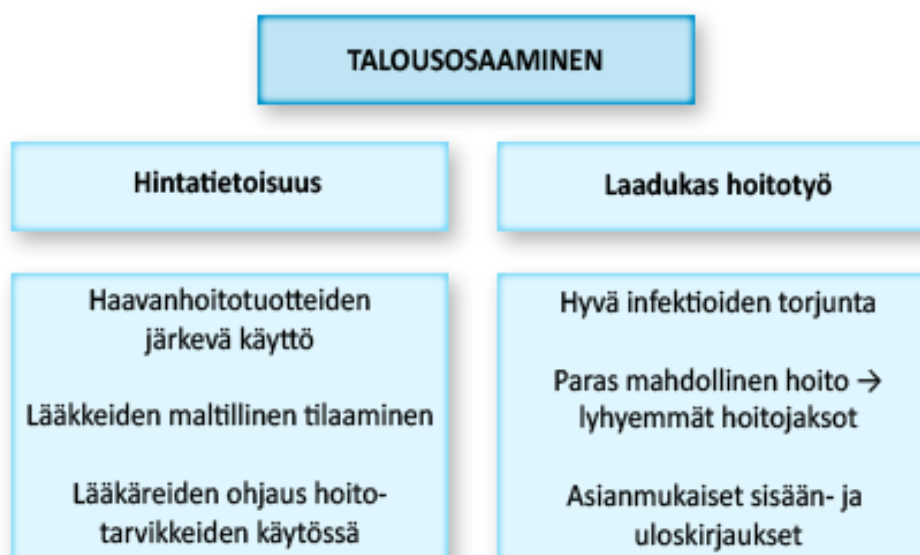 TALOUSOSAAMINEN
Hintatietoisuus
Haavanhoitotuotteiden
järkevä käyttö
Lääkkeiden maltillinen tilaaminen
Lääkäreiden ohjaus hoito-
tarvikkeiden käytössä
Laadukas hoitotyö
Hyvä infektioiden torjunta
Paras mahdollinen hoito →
lyhyemmät hoitojaksot
Asianmukaiset sisään- ja
uloskirjaukset